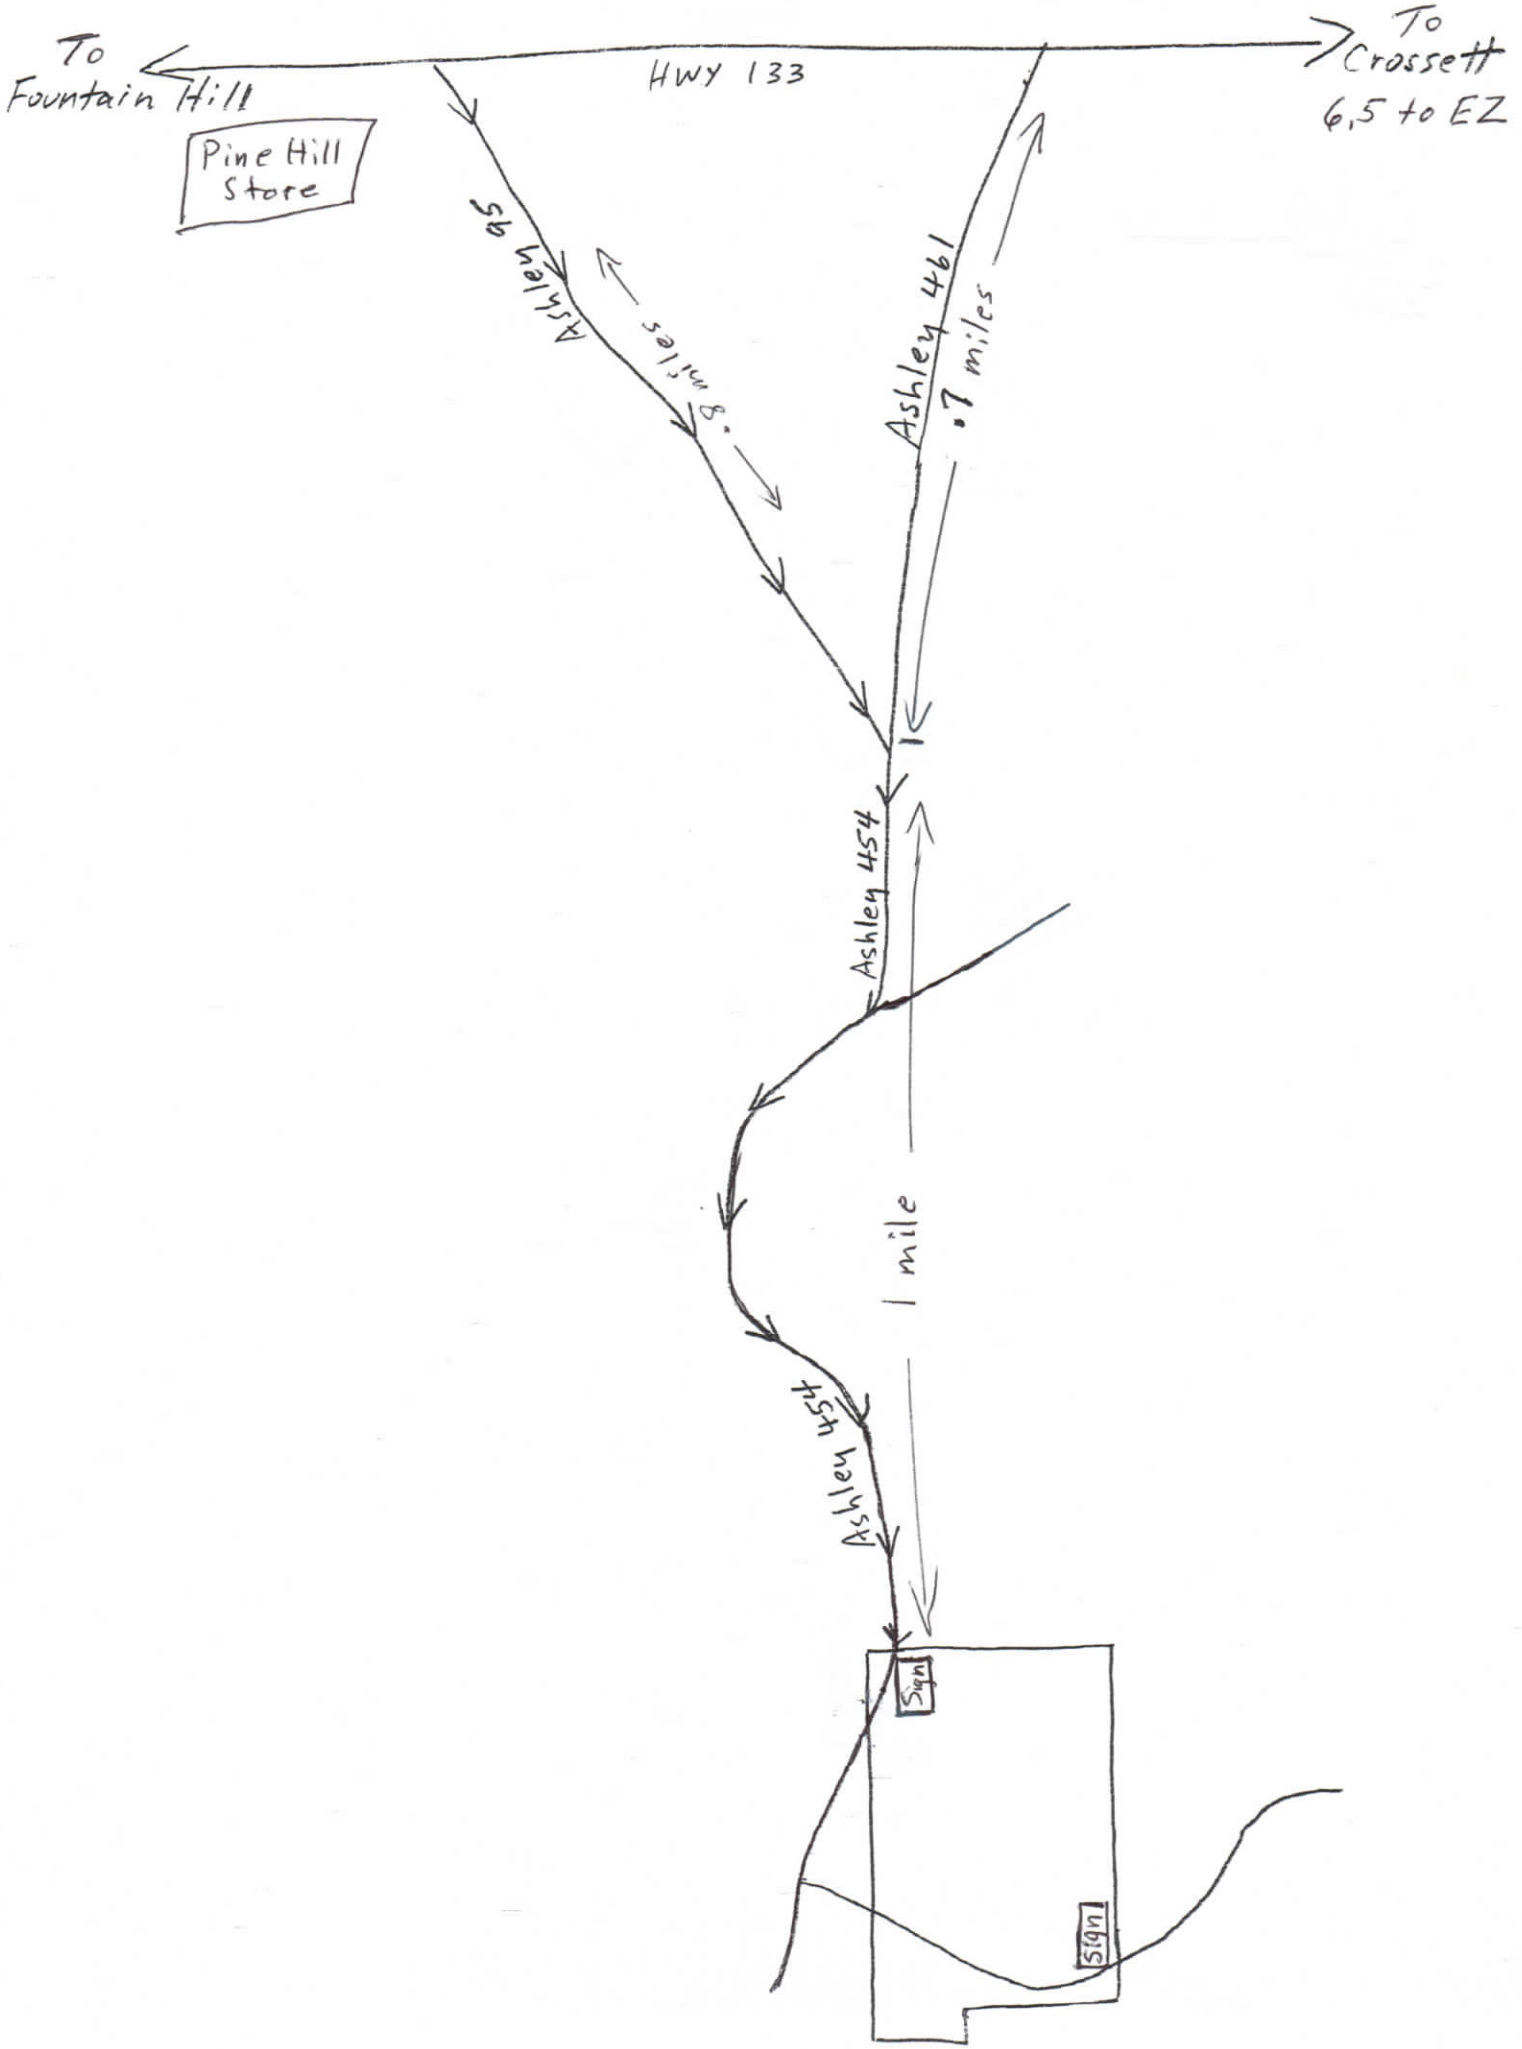 To
Fountain Hill
HWY 133
To
Crossett
6.5 to EZ
Pine Hill
Store
Ashley 95
.8 miles
Ashley 461
.7 miles
Ashley 454
1 mile
Ashley 454
Sign
Sign